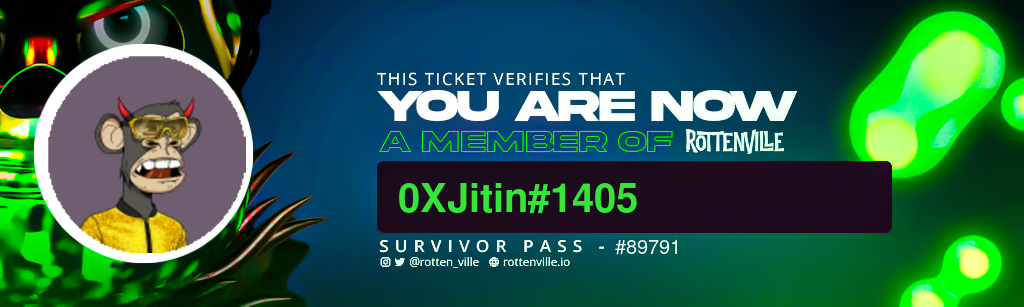 THIS TICKET VERIFIES THAT
YOU ARE NOW
A MEMBER OF ROTTENVILLE
0XJitin#1405
SURVIVOR PASS - #89791
@rotten_ville rottenville.io